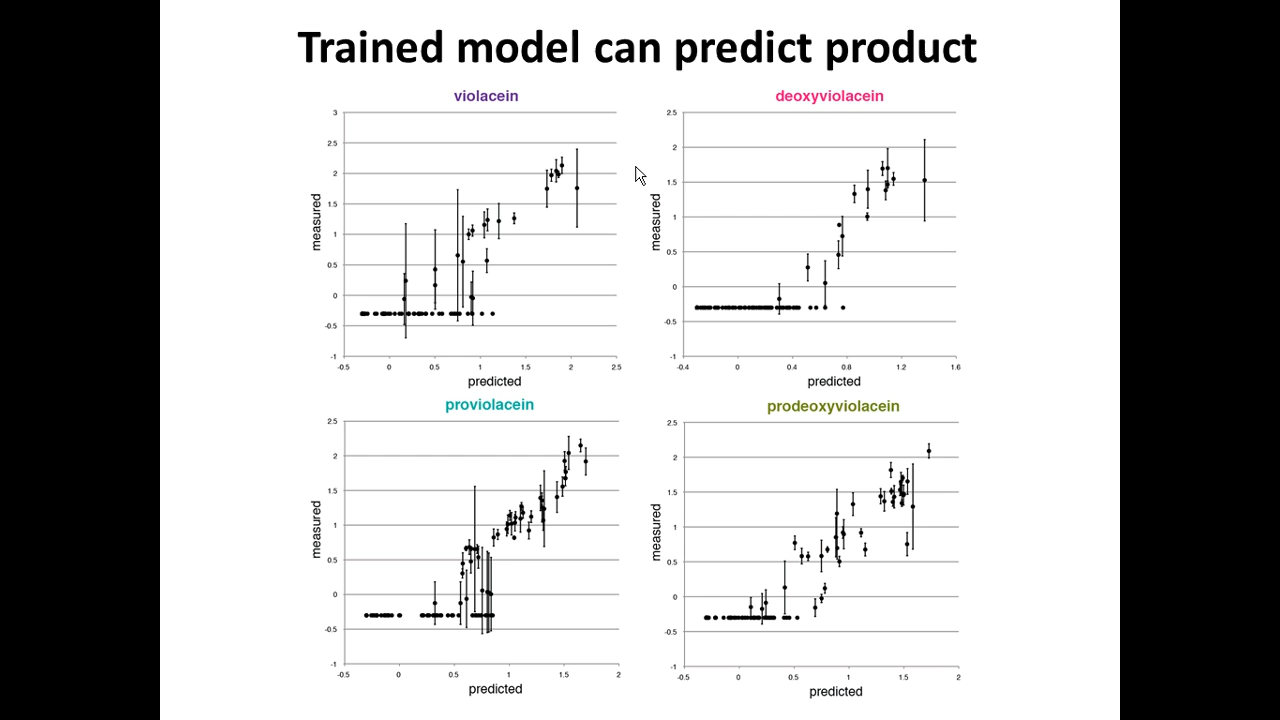 Trained model can predict product
violacein
3
2.5
2
1.5
1
0.5
0
-0.5
-1
measured
-0.5 0 0.5 1 1.5 2 2.5
predicted
deoxyviolacein
2.5
2
1.5
1
0.5
0
-0.5
-1
measured
-0.4 0 0.4 0.8 1.2 1.6
predicted
proviolacein
2.5
2
1.5
1
0.5
0
-0.5
-1
measured
-0.5 0 0.5 1 1.5 2
predicted
prodeoxyviolacein
2.5
2
1.5
1
0.5
0
-0.5
-1
measured
-0.5 0 0.5 1 1.5 2
predicted